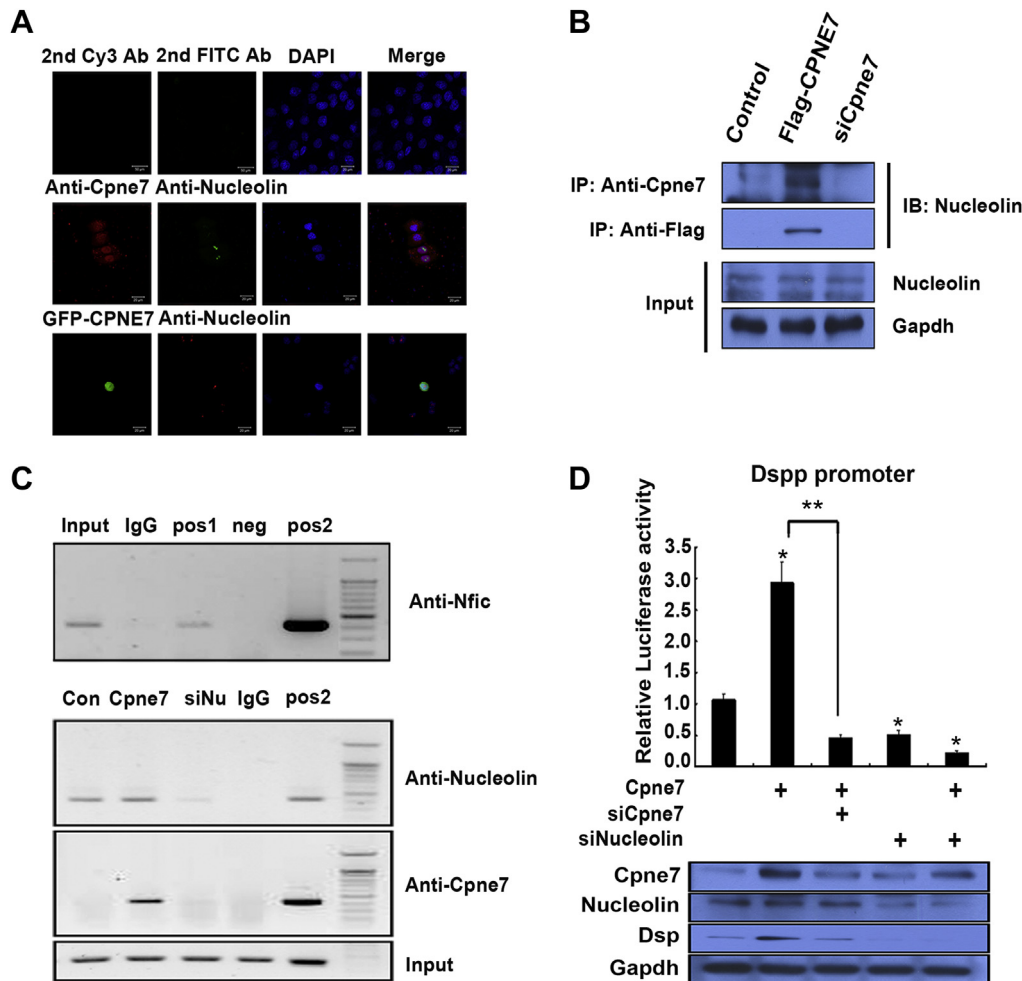 A
2nd Cy3 Ab 2nd FITC Ab DAPI Merge
Anti-Cpne7 Anti-Nucleolin
GFP-CPNE7 Anti-Nucleolin
B
Control Flag-CPNE7 siCpne7
IP: Anti-Cpne7
IP: Anti-Flag
IB: Nucleolin
Input
Nucleolin
Gapdh
C
Input IgG pos1 neg pos2
Anti-Nfic
Con Cpne7 siNu IgG pos2
Anti-Nucleolin
Anti-Cpne7
Input
D
Dspp promoter
Relative Luciferase activity
3.5
3.0
2.5
2.0
1.5
1.0
0.5
0.0
*
**
*
*
Cpne7 + + +
siCpne7 +
siNucleolin + +
Cpne7
Nucleolin
Dsp
Gapdh